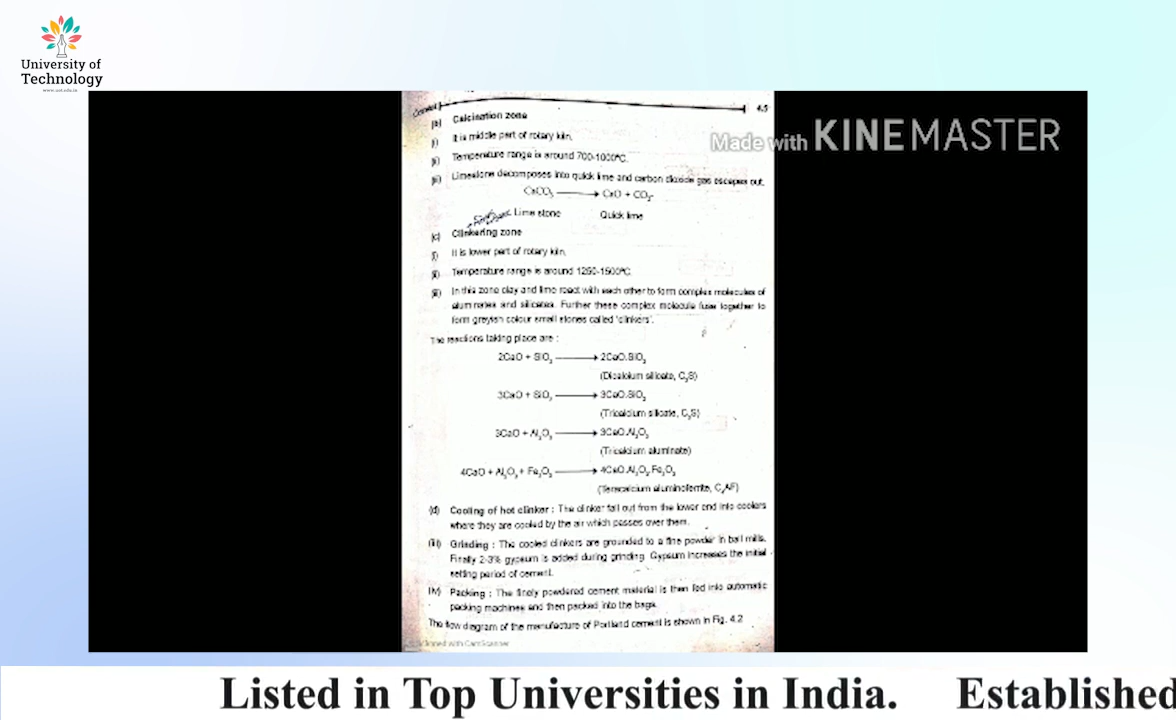 University of
Technology
www.uot.edu.in
Made with KINEMASTER
Cement
4.5
(b) Calcination zone
(i) It is middle part of rotary kiln.
(ii) Temperature range is around 700-1000°C.
(iii) Limestone decomposes into quick lime and carbon dioxide gas escapes out.
CaCO₃ ⟶ CaO + CO₂
Lime stone Quick lime
(c) Clinkering zone
(i) It is lower part of rotary kiln.
(ii) Temperature range is around 1250-1500°C.
(iii) In this zone clay and lime react with each other to form complex molecules of
aluminates and silicates. Further these complex molecule fuse together to
form greyish colour small stones called 'clinkers'.
The reactions taking place are :
2CaO + SiO₂ ⟶ 2CaO.SiO₂
(Dicalcium silicate, C₂S)
3CaO + SiO₂ ⟶ 3CaO.SiO₂
(Tricalcium silicate, C₃S)
3CaO + Al₂O₃ ⟶ 3CaO.Al₂O₃
(Tricalcium aluminate)
4CaO + Al₂O₃ + Fe₂O₃ ⟶ 4CaO.Al₂O₃.Fe₂O₃
(Teracalcium aluminoferrite, C₄AF)
(d) Cooling of hot clinker : The clinker fall out from the lower end into coolers
where they are cooled by the air which passes over them.
(iii) Grinding : The cooled clinkers are grounded to a fine powder in ball mills.
Finally 2-3% gypsum is added during grinding. Gypsum increases the initial
setting period of cement.
(iv) Packing : The finely powdered cement material is then fed into automatic
packing machines and then packed into the bags.
The flow diagram of the manufacture of Portland cement is shown in Fig. 4.2
Scanned with CamScanner
Listed in Top Universities in India. Established